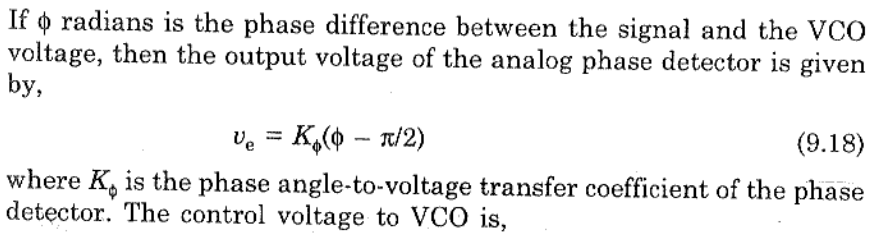 If ϕ radians is the phase difference between the signal and the VCO
voltage, then the output voltage of the analog phase detector is given
by,
vₑ = K_ϕ(ϕ − π/2) (9.18)
where K_ϕ is the phase angle-to-voltage transfer coefficient of the phase
detector. The control voltage to VCO is,